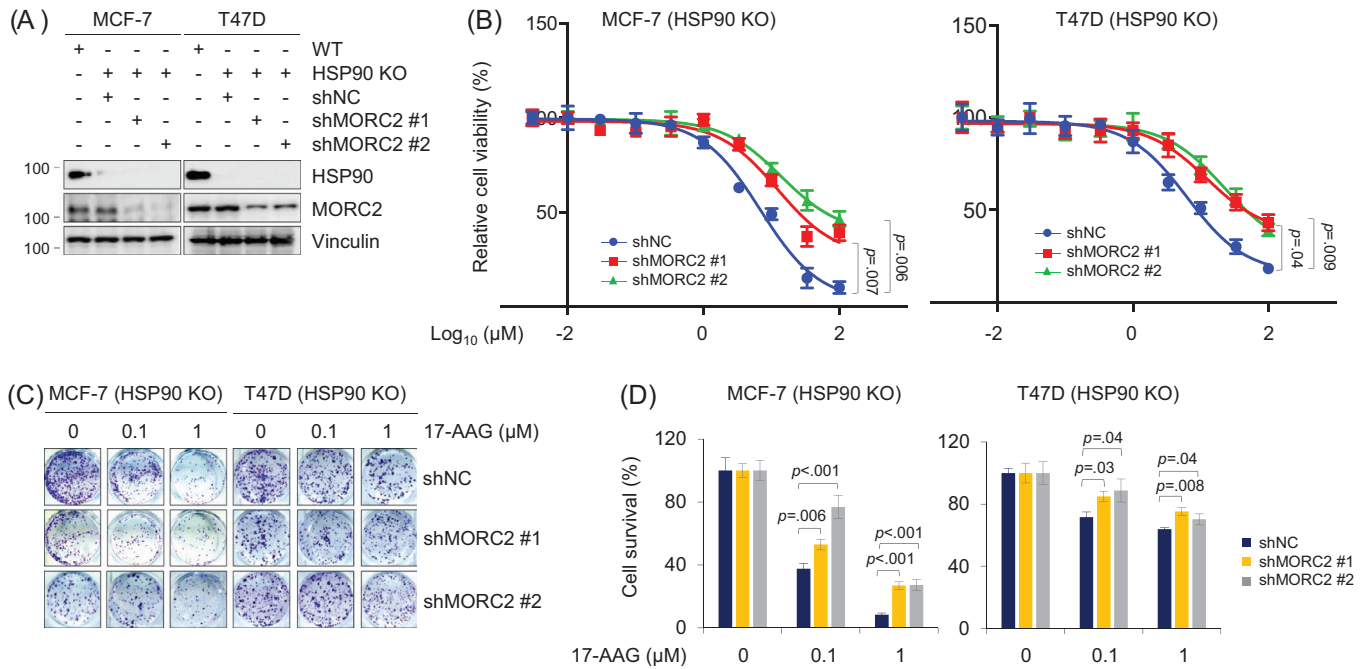 (A)
MCF-7 T47D
+ - - - + - - - WT
- + + + - + + + HSP90 KO
- + - - - + - - shNC
- - + - - - + - shMORC2 #1
- - - + - - - + shMORC2 #2
100 HSP90
100 MORC2
100 Vinculin
(B)
MCF-7 (HSP90 KO)
Relative cell viability (%)
150
100
50
shNC
shMORC2 #1
shMORC2 #2
p=.007
p=.006
Log10 (µM) -2 0 2
T47D (HSP90 KO)
150
100
50
shNC
shMORC2 #1
shMORC2 #2
p=.04
p=.009
-2 0 2
(C)
MCF-7 (HSP90 KO) T47D (HSP90 KO)
0 0.1 1 0 0.1 1 17-AAG (µM)
shNC
shMORC2 #1
shMORC2 #2
(D)
MCF-7 (HSP90 KO)
Cell survival (%)
120
80
40
0
p=.006
p<.001
p<.001
p<.001
17-AAG (µM) 0 0.1 1
T47D (HSP90 KO)
120
80
40
0
p=.04
p=.03
p=.04
p=.008
0 0.1 1
shNC
shMORC2 #1
shMORC2 #2